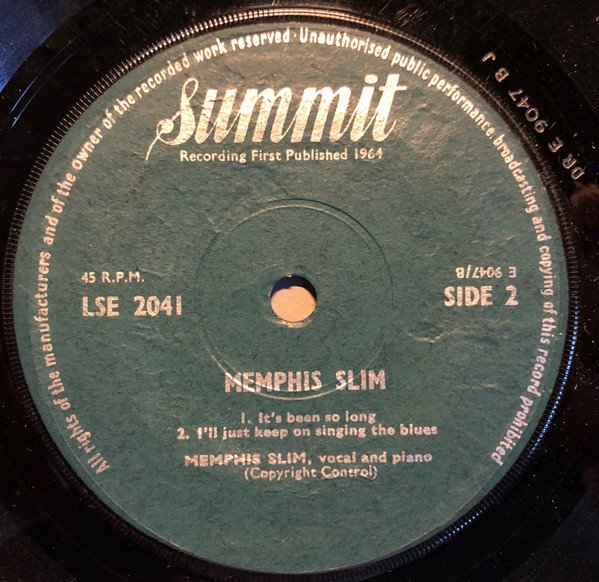 All rights of the manufacturers and of the owner of the recorded work reserved · Unauthorised public performance, broadcasting and copying of this record prohibited
DR E 9047 B J
Summit
Recording First Published 1964
45 R.P.M.
LSE 2041
E 9047/B
SIDE 2
MEMPHIS SLIM
1. It's been so long
2. I'll just keep on singing the blues
MEMPHIS SLIM, vocal and piano
(Copyright Control)